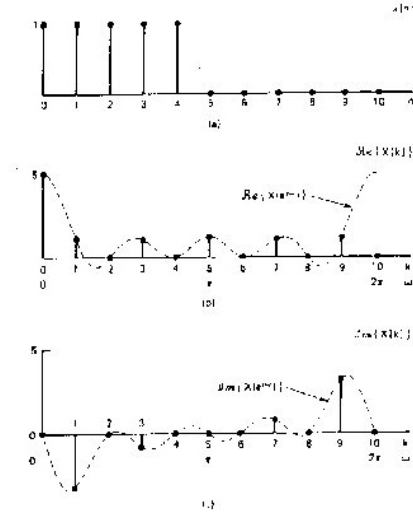 x[n]
1
0 1 2 3 4 5 6 7 8 9 10 n
(a)
ℛe{X[k]}
5
ℛe{X(e^jω)}
0 1 2 3 4 5 6 7 8 9 10 k
0 π 2π ω
(b)
ℐm{X[k]}
5
ℐm{X(e^jω)}
1 2 3
0
0 4 5 6 7 8 9 10 k
0 π 2π ω